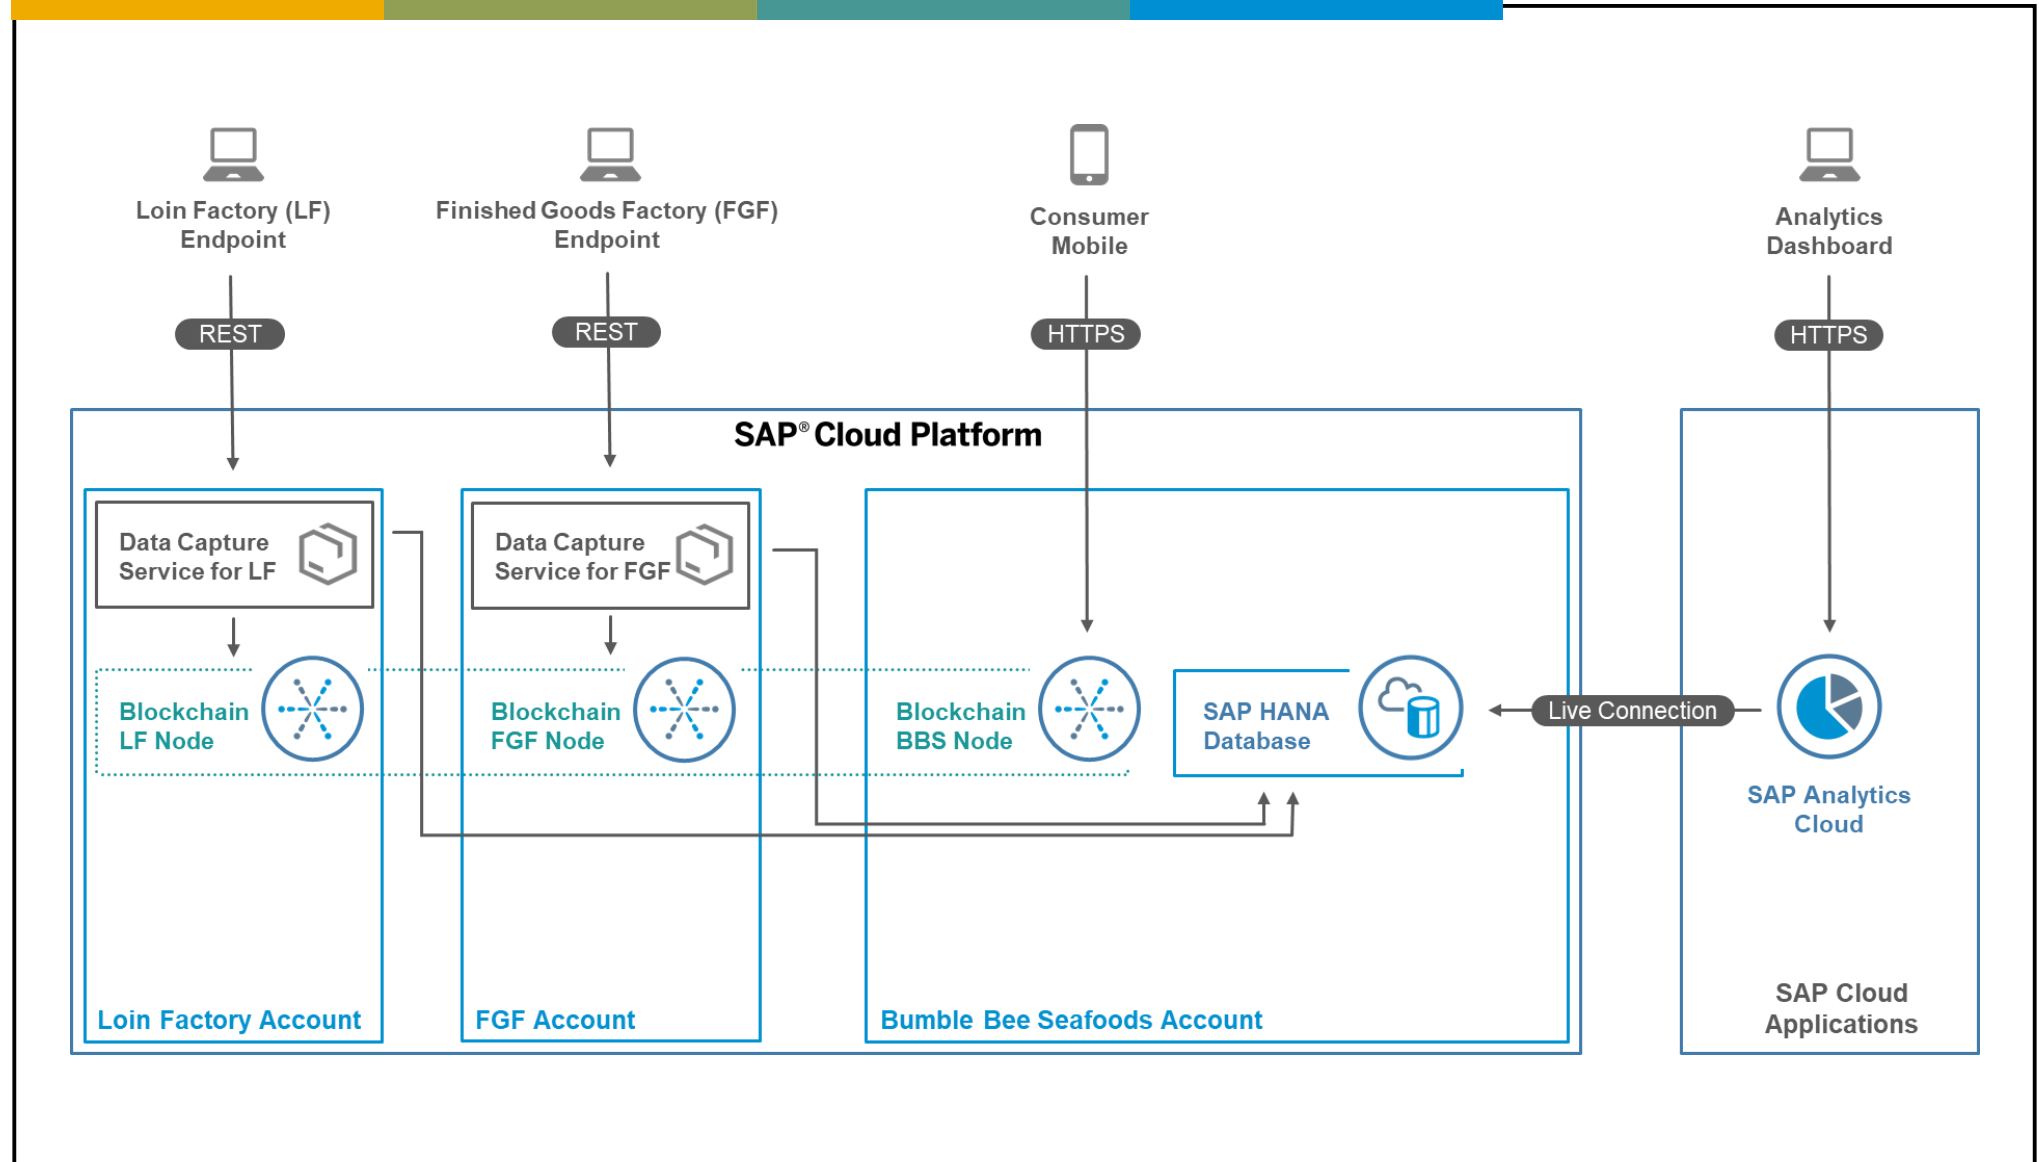 Loin Factory (LF)
Endpoint
Finished Goods Factory (FGF)
Endpoint
Consumer
Mobile
Analytics
Dashboard
REST
REST
HTTPS
HTTPS
SAP® Cloud Platform
Data Capture
Service for LF
Data Capture
Service for FGF
Blockchain
LF Node
Blockchain
FGF Node
Blockchain
BBS Node
SAP HANA
Database
Live Connection
SAP Analytics
Cloud
Loin Factory Account
FGF Account
Bumble Bee Seafoods Account
SAP Cloud
Applications